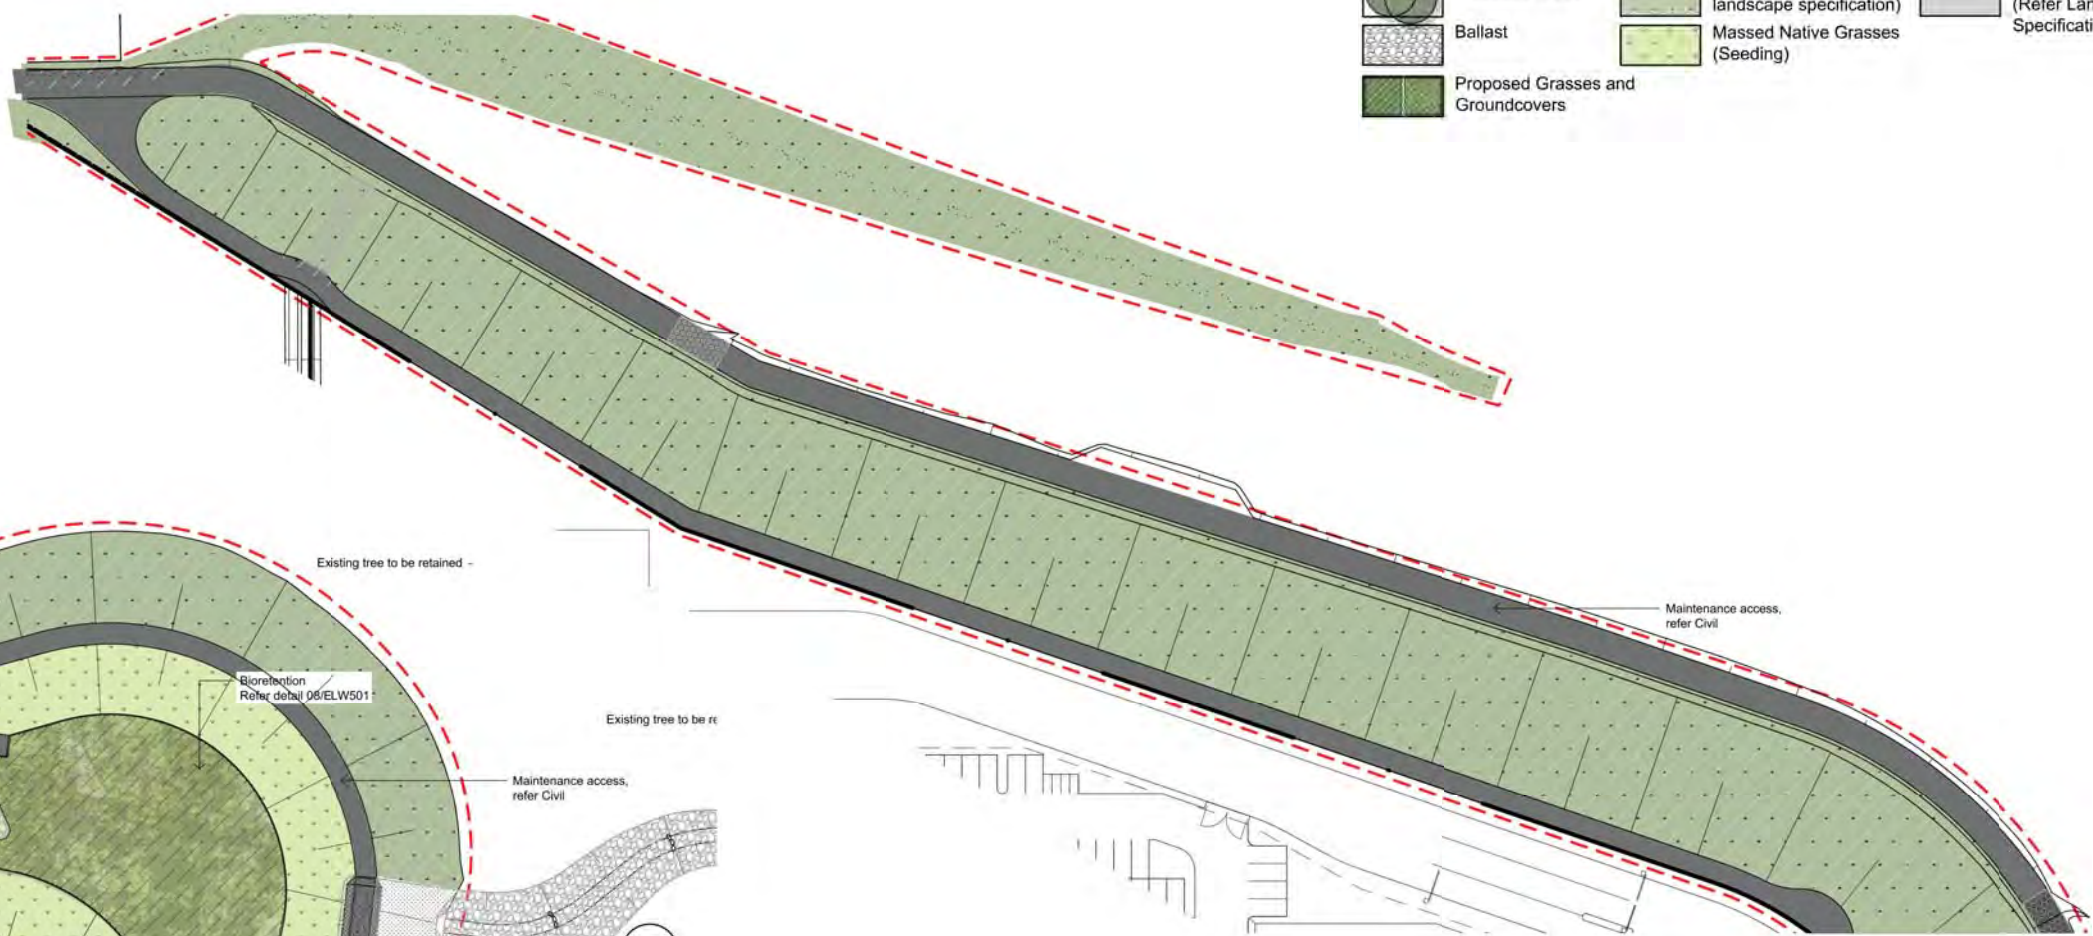 landscape specification)
(Refer Lan
Specificati
Ballast
Massed Native Grasses
(Seeding)
Proposed Grasses and
Groundcovers
Existing tree to be retained
Maintenance access,
refer Civil
Bioretention
Refer detail 08/ELW501
Existing tree to be re
Maintenance access,
refer Civil